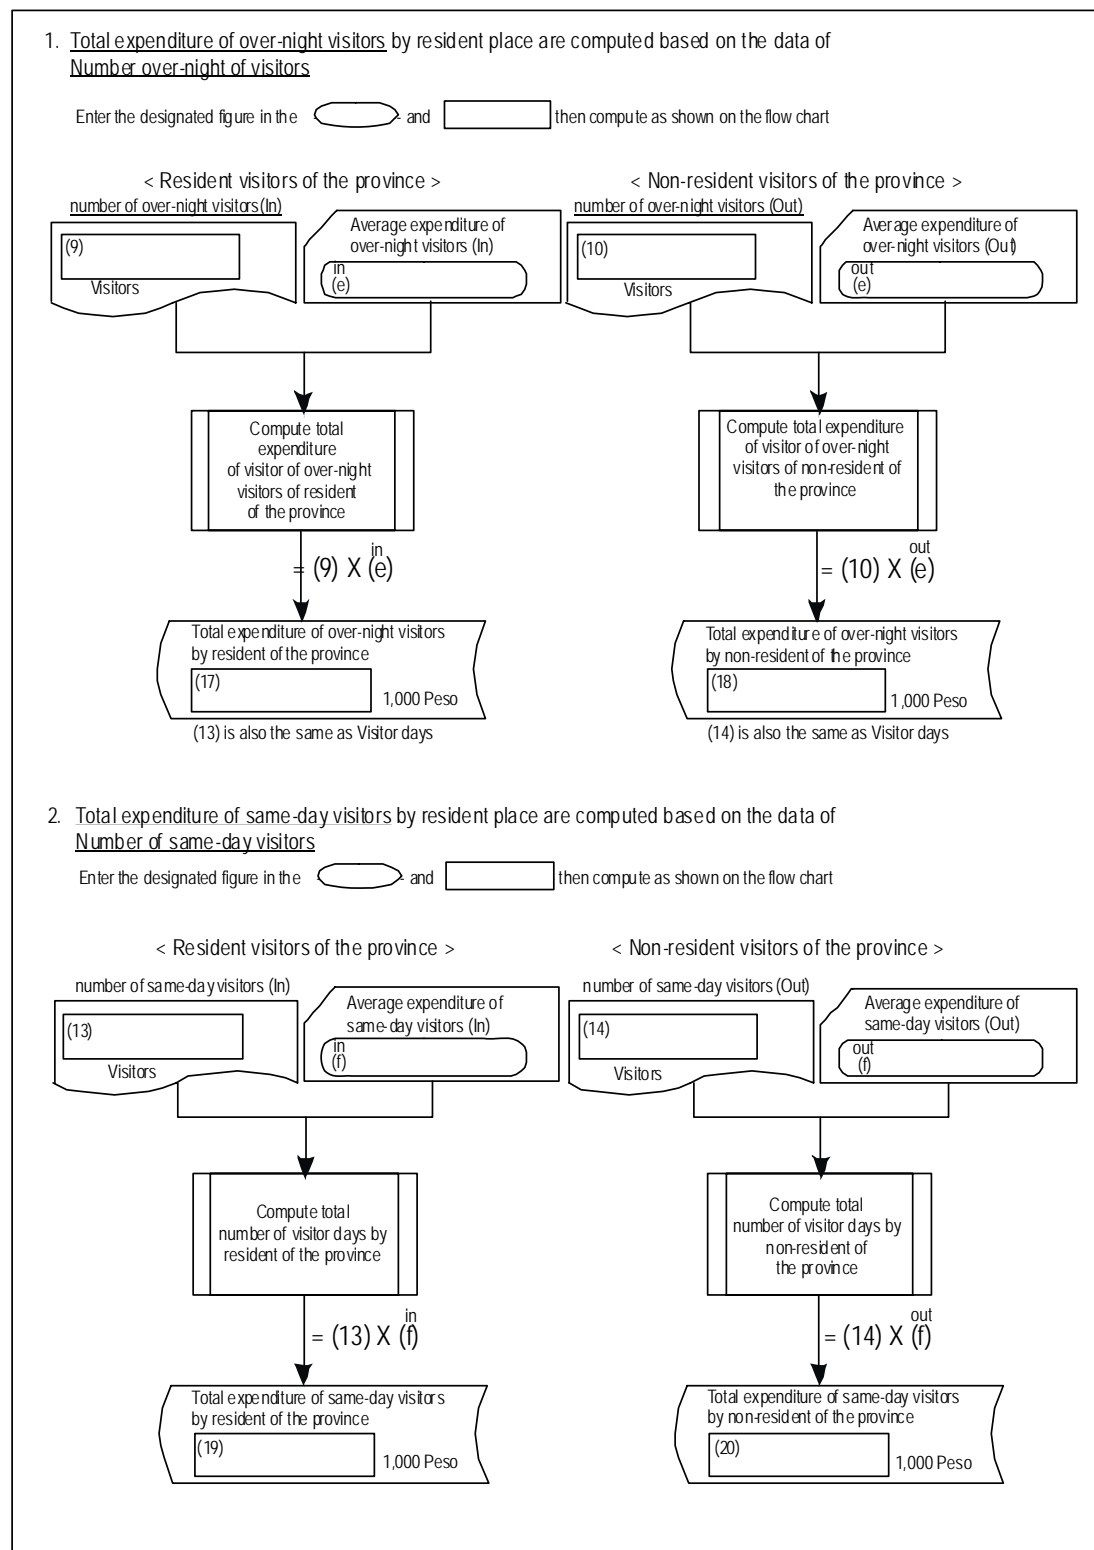 1. Total expenditure of over-night visitors by resident place are computed based on the data of
Number over-night of visitors
Enter the designated figure in the and then compute as shown on the flow chart
< Resident visitors of the province >
number of over-night visitors(In)
(9)
Visitors
Average expenditure of
over-night visitors (In)
in
(e)
< Non-resident visitors of the province >
number of over-night visitors (Out)
(10)
Visitors
Average expenditure of
over-night visitors (Out)
out
(e)
Compute total
expenditure
of visitor of over-night
visitors of resident
of the province
in
= (9) X (e)
Compute total expenditure
of visitor of over-night
visitors of non-resident of
the province
out
= (10) X (e)
Total expenditure of over-night visitors
by resident of the province
(17)
1,000 Peso
(13) is also the same as Visitor days
Total expenditure of over-night visitors
by non-resident of the province
(18)
1,000 Peso
(14) is also the same as Visitor days
2. Total expenditure of same-day visitors by resident place are computed based on the data of
Number of same-day visitors
Enter the designated figure in the and then compute as shown on the flow chart
< Resident visitors of the province >
number of same-day visitors (In)
(13)
Visitors
Average expenditure of
same-day visitors (In)
in
(f)
< Non-resident visitors of the province >
number of same-day visitors (Out)
(14)
Visitors
Average expenditure of
same-day visitors (Out)
out
(f)
Compute total
number of visitor days by
resident of the province
in
= (13) X (f)
Compute total
number of visitor days by
non-resident of
the province
out
= (14) X (f)
Total expenditure of same-day visitors
by resident of the province
(19)
1,000 Peso
Total expenditure of same-day visitors
by non-resident of the province
(20)
1,000 Peso